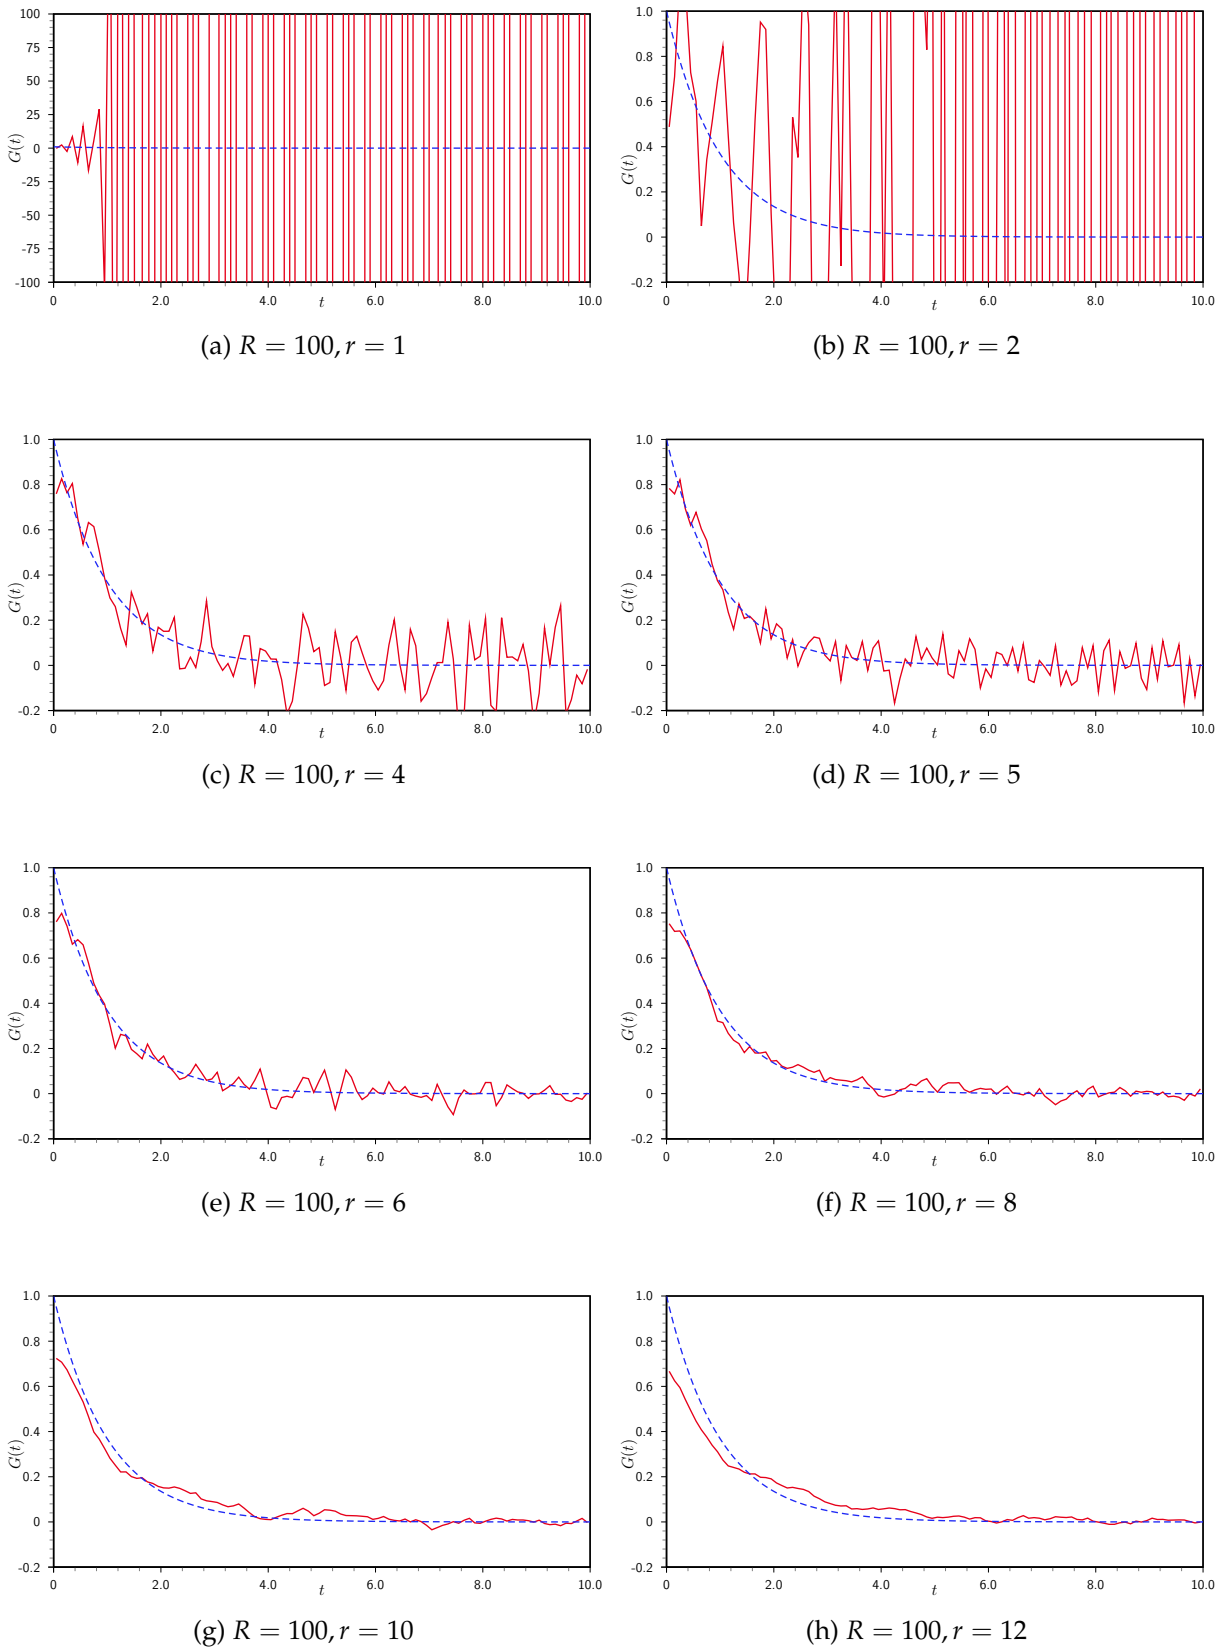 100
75
50
25
0
-25
-50
-75
-100
G(t)
0 2.0 4.0 6.0 8.0 10.0
t
(a) R = 100, r = 1
1.0
0.8
0.6
0.4
0.2
0
-0.2
G(t)
0 2.0 4.0 6.0 8.0 10.0
t
(b) R = 100, r = 2
1.0
0.8
0.6
0.4
0.2
0
-0.2
G(t)
0 2.0 4.0 6.0 8.0 10.0
t
(c) R = 100, r = 4
1.0
0.8
0.6
0.4
0.2
0
-0.2
G(t)
0 2.0 4.0 6.0 8.0 10.0
t
(d) R = 100, r = 5
1.0
0.8
0.6
0.4
0.2
0
-0.2
G(t)
0 2.0 4.0 6.0 8.0 10.0
t
(e) R = 100, r = 6
1.0
0.8
0.6
0.4
0.2
0
-0.2
G(t)
0 2.0 4.0 6.0 8.0 10.0
t
(f) R = 100, r = 8
1.0
0.8
0.6
0.4
0.2
0
-0.2
G(t)
0 2.0 4.0 6.0 8.0 10.0
t
(g) R = 100, r = 10
1.0
0.8
0.6
0.4
0.2
0
-0.2
G(t)
0 2.0 4.0 6.0 8.0 10.0
t
(h) R = 100, r = 12